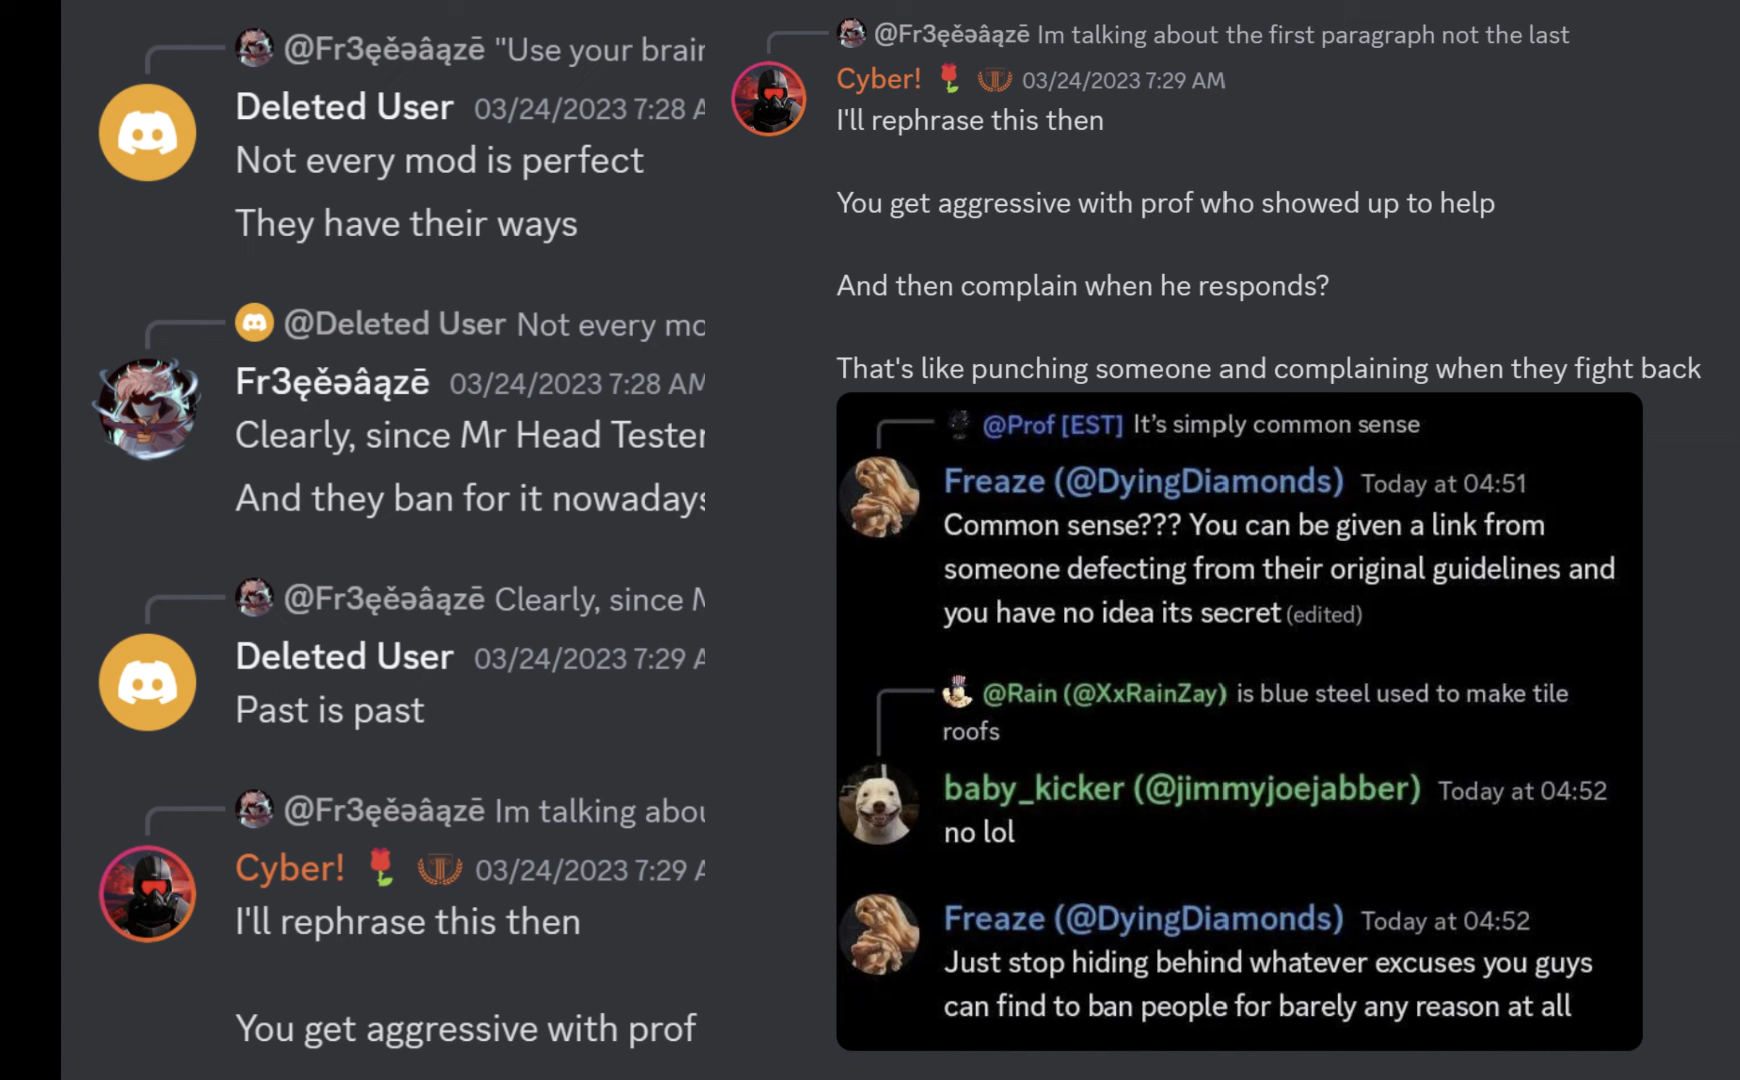 @Fr3ęěəâązē "Use your brain
Deleted User 03/24/2023 7:28 A
Not every mod is perfect
They have their ways
@Deleted User Not every mo
Fr3ęěəâązē 03/24/2023 7:28 AM
Clearly, since Mr Head Tester
And they ban for it nowadays
@Fr3ęěəâązē Clearly, since M
Deleted User 03/24/2023 7:29 A
Past is past
@Fr3ęěəâązē Im talking abou
Cyber! 03/24/2023 7:29 A
I'll rephrase this then
You get aggressive with prof
@Fr3ęěəâązē Im talking about the first paragraph not the last
Cyber! 03/24/2023 7:29 AM
I'll rephrase this then
You get aggressive with prof who showed up to help
And then complain when he responds?
That's like punching someone and complaining when they fight back
@Prof [EST] It's simply common sense
Freaze (@DyingDiamonds) Today at 04:51
Common sense??? You can be given a link from
someone defecting from their original guidelines and
you have no idea its secret (edited)
@Rain (@XxRainZay) is blue steel used to make tile
roofs
baby_kicker (@jimmyjoejabber) Today at 04:52
no lol
Freaze (@DyingDiamonds) Today at 04:52
Just stop hiding behind whatever excuses you guys
can find to ban people for barely any reason at all